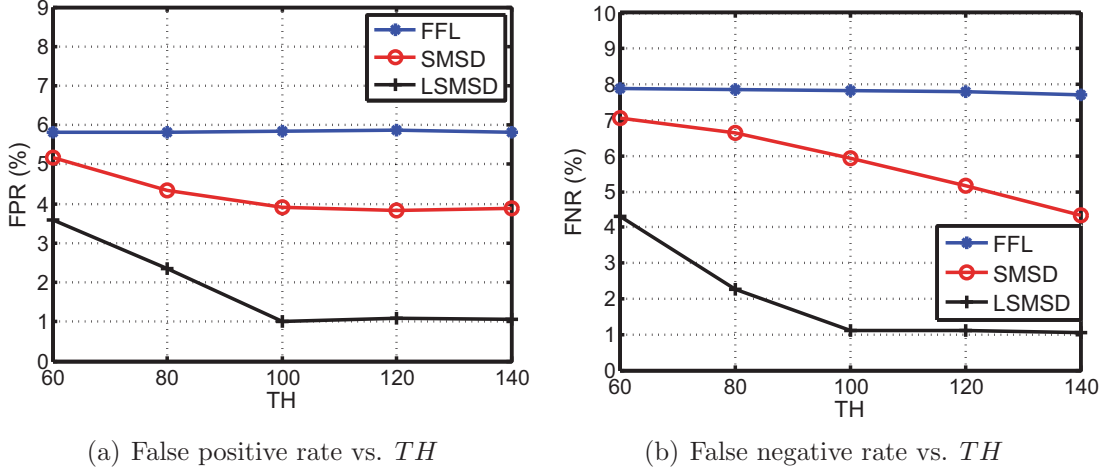 9
8
7
6
5
4
3
2
1
0
FPR (%)
FFL
SMSD
LSMSD
60 80 100 120 140
TH
(a) False positive rate vs. TH
10
9
8
7
6
5
4
3
2
1
0
FNR (%)
FFL
SMSD
LSMSD
60 80 100 120 140
TH
(b) False negative rate vs. TH